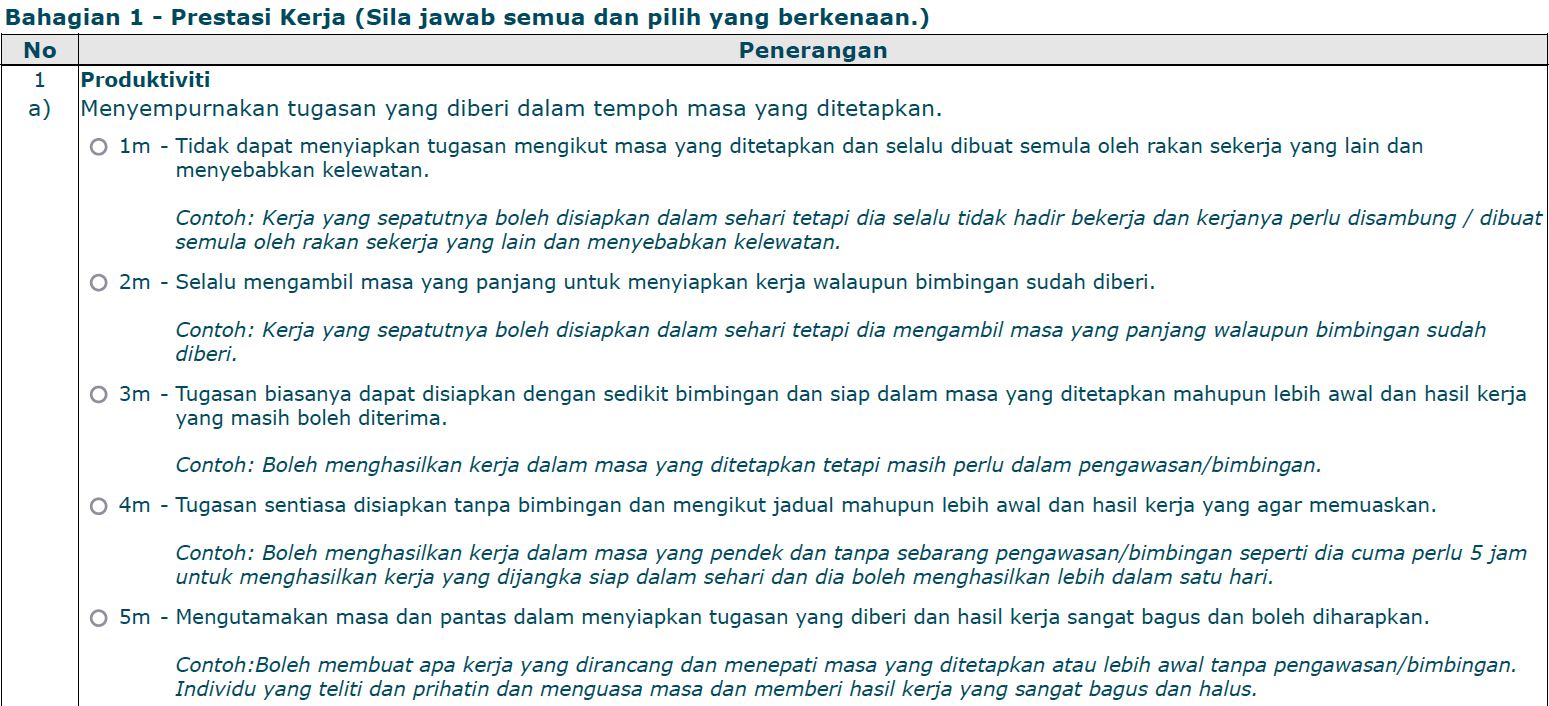 Bahagian 1 - Prestasi Kerja (Sila jawab semua dan pilih yang berkenaan.)
No Penerangan
1 Produktiviti
a) Menyempurnakan tugasan yang diberi dalam tempoh masa yang ditetapkan.
1m - Tidak dapat menyiapkan tugasan mengikut masa yang ditetapkan dan selalu dibuat semula oleh rakan sekerja yang lain dan
menyebabkan kelewatan.
Contoh: Kerja yang sepatutnya boleh disiapkan dalam sehari tetapi dia selalu tidak hadir bekerja dan kerjanya perlu disambung / dibuat
semula oleh rakan sekerja yang lain dan menyebabkan kelewatan.
2m - Selalu mengambil masa yang panjang untuk menyiapkan kerja walaupun bimbingan sudah diberi.
Contoh: Kerja yang sepatutnya boleh disiapkan dalam sehari tetapi dia mengambil masa yang panjang walaupun bimbingan sudah
diberi.
3m - Tugasan biasanya dapat disiapkan dengan sedikit bimbingan dan siap dalam masa yang ditetapkan mahupun lebih awal dan hasil kerja
yang masih boleh diterima.
Contoh: Boleh menghasilkan kerja dalam masa yang ditetapkan tetapi masih perlu dalam pengawasan/bimbingan.
4m - Tugasan sentiasa disiapkan tanpa bimbingan dan mengikut jadual mahupun lebih awal dan hasil kerja yang agar memuaskan.
Contoh: Boleh menghasilkan kerja dalam masa yang pendek dan tanpa sebarang pengawasan/bimbingan seperti dia cuma perlu 5 jam
untuk menghasilkan kerja yang dijangka siap dalam sehari dan dia boleh menghasilkan lebih dalam satu hari.
5m - Mengutamakan masa dan pantas dalam menyiapkan tugasan yang diberi dan hasil kerja sangat bagus dan boleh diharapkan.
Contoh:Boleh membuat apa kerja yang dirancang dan menepati masa yang ditetapkan atau lebih awal tanpa pengawasan/bimbingan.
Individu yang teliti dan prihatin dan menguasa masa dan memberi hasil kerja yang sangat bagus dan halus.